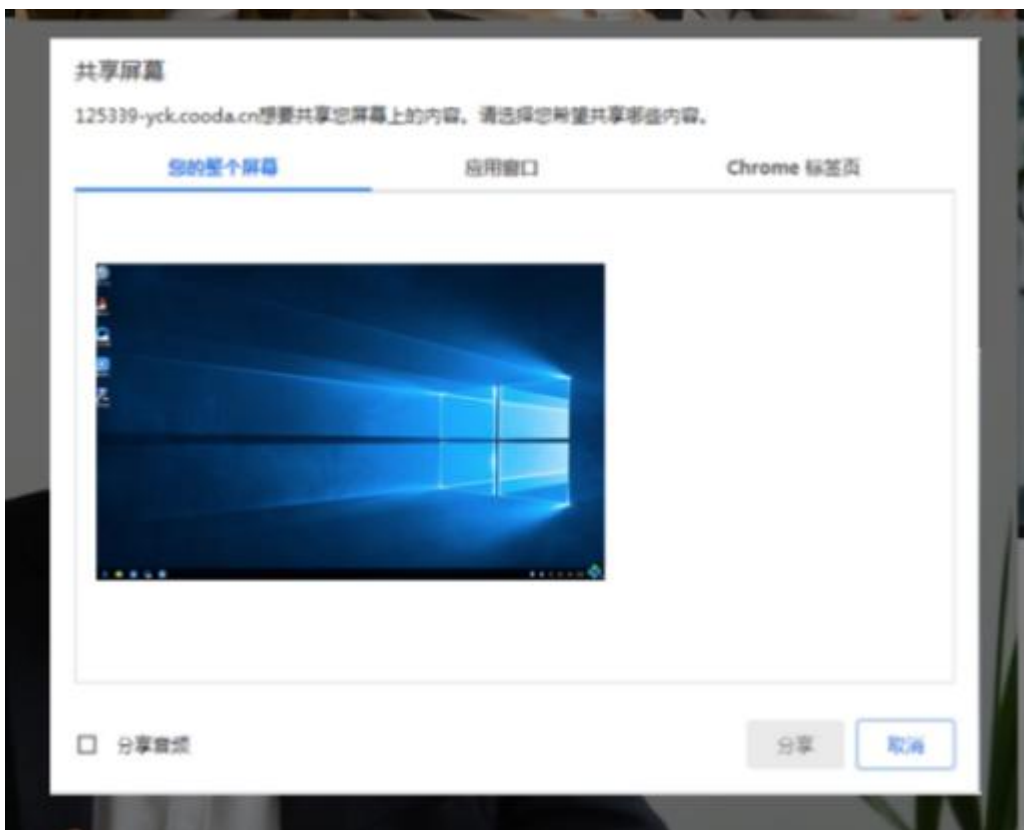 共享屏幕
125339-yck.cooda.cn想要共享您屏幕上的内容。请选择您希望共享哪些内容。
您的整个屏幕
应用窗口
Chrome 标签页
分享音频
分享
取消